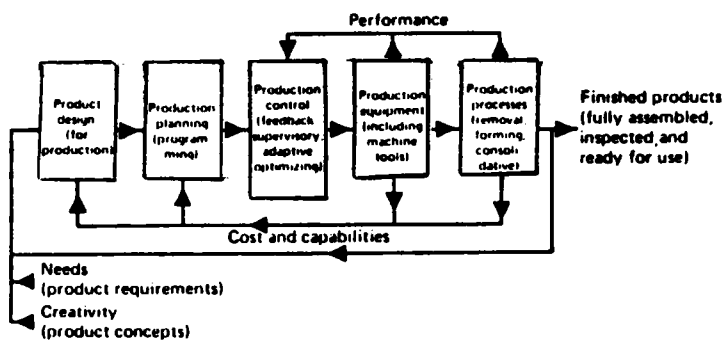 Performance
Product
design
(for
production)
Production
planning
(program
ming)
Production
control
(feedback
supervisory,
adaptive
optimizing)
Production
equipment
(including
machine
tools)
Production
processes
(removal,
forming,
consoli
dative)
Finished products
(fully assembled,
inspected, and
ready for use)
Cost and capabilities
Needs
(product requirements)
Creativity
(product concepts)